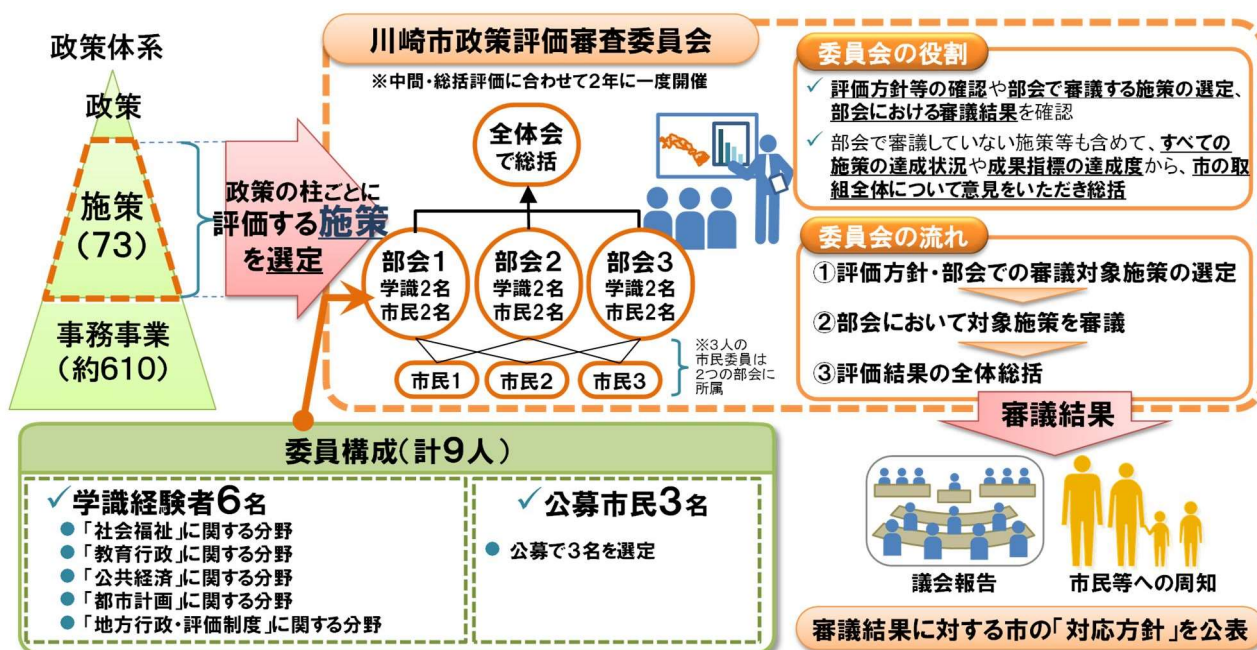 政策体系
政策
施策
(73)
事務事業
(約610)
政策の柱ごとに
評価する施策
を選定
川崎市政策評価審査委員会
※中間・総括評価に合わせて2年に一度開催
全体会
で総括
部会1
学識2名
市民2名
部会2
学識2名
市民2名
部会3
学識2名
市民2名
市民1
市民2
市民3
※3人の
市民委員は
2つの部会に
所属
委員会の役割
✓ 評価方針等の確認や部会で審議する施策の選定、
部会における審議結果を確認
✓ 部会で審議していない施策等も含めて、すべての
施策の達成状況や成果指標の達成度から、市の取
組全体について意見をいただき総括
委員会の流れ
①評価方針・部会での審議対象施策の選定
②部会において対象施策を審議
③評価結果の全体総括
審議結果
議会報告
市民等への周知
審議結果に対する市の「対応方針」を公表
委員構成(計9人)
✓学識経験者6名
●「社会福祉」に関する分野
●「教育行政」に関する分野
●「公共経済」に関する分野
●「都市計画」に関する分野
●「地方行政・評価制度」に関する分野
✓公募市民3名
● 公募で3名を選定